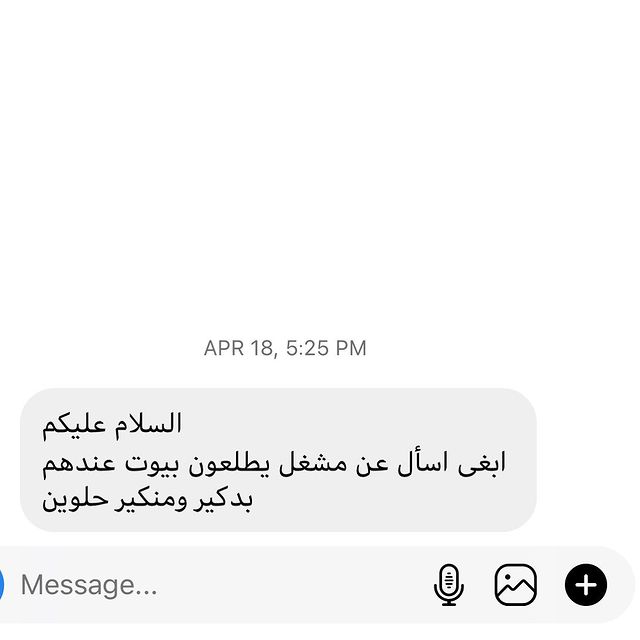 APR 18, 5:25 PM
السلام عليكم
ابغى اسأل عن مشغل يطلعون بيوت عندهم
بدكير ومنكير حلوين
Message...